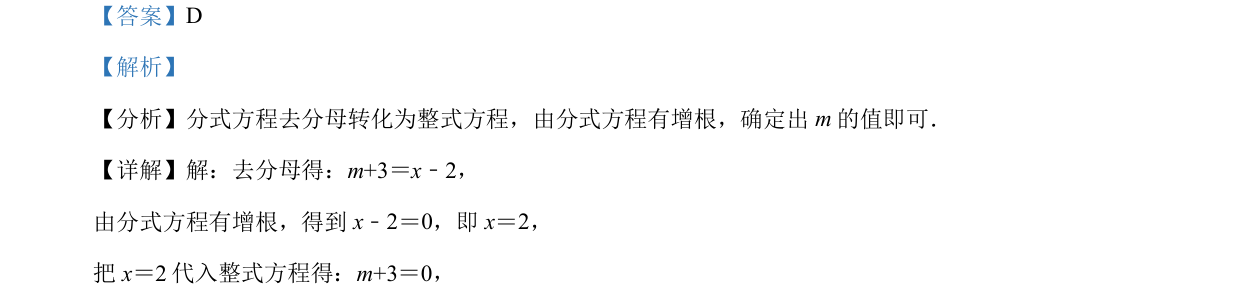 【答案】D
【解析】
【分析】分式方程去分母转化为整式方程，由分式方程有增根，确定出 m 的值即可．
【详解】解：去分母得：m+3＝x﹣2，
由分式方程有增根，得到 x﹣2＝0，即 x＝2，
把 x＝2 代入整式方程得：m+3＝0，